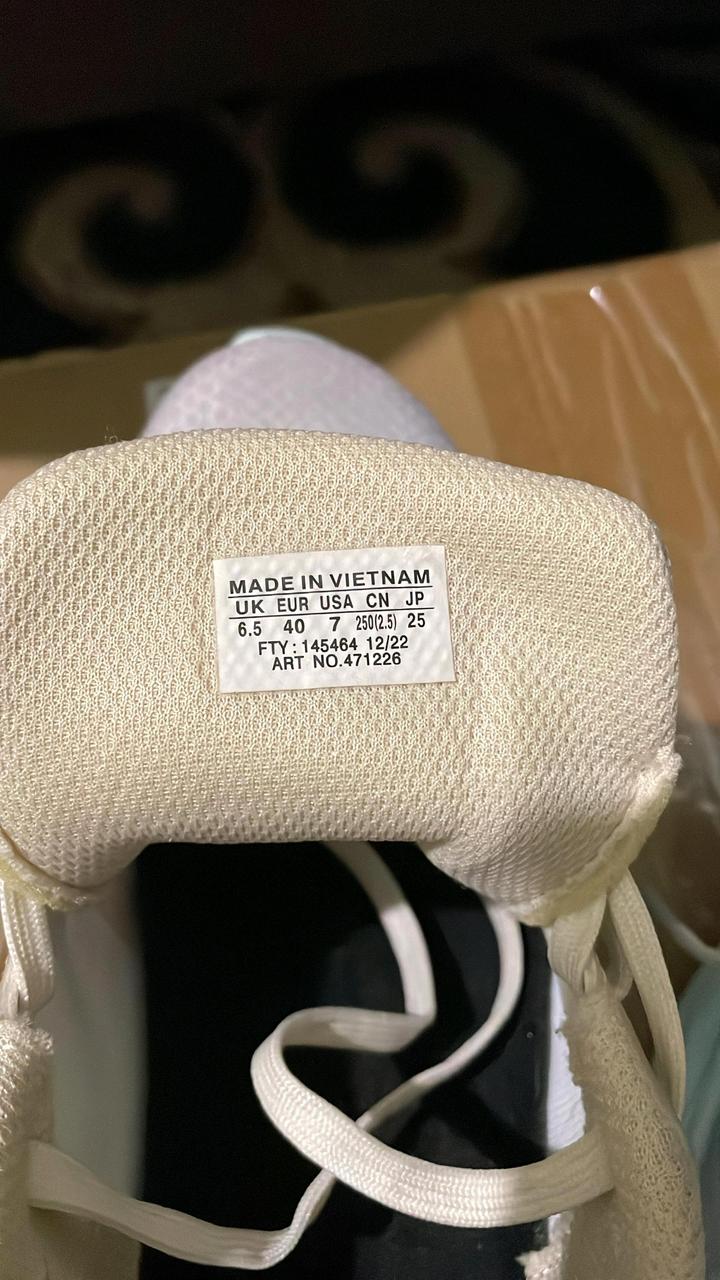 MADE IN VIETNAM
UK EUR USA CN JP
6.5 40 7 250(2.5) 25
FTY: 145464 12/22
ART NO.471226